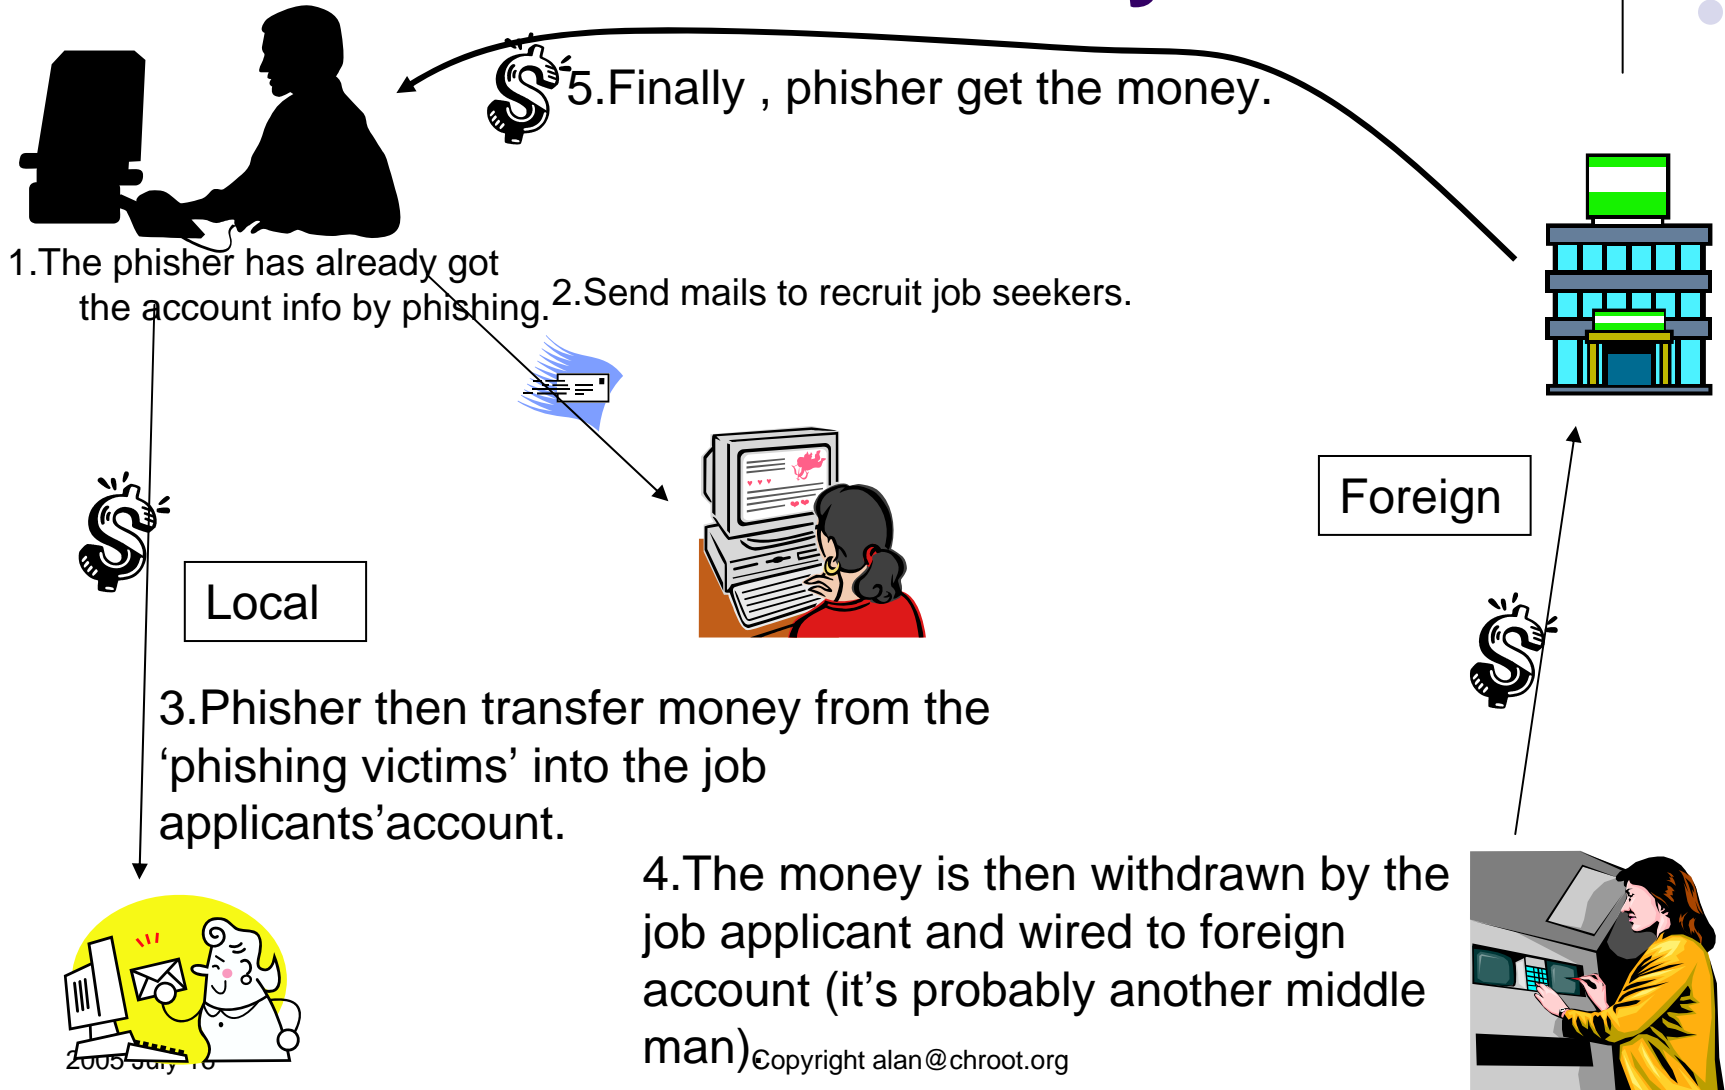 5.Finally , phisher get the money.
1.The phisher has already got
the account info by phishing.
2.Send mails to recruit job seekers.
Foreign
Local
3.Phisher then transfer money from the
‘phishing victims’ into the job
applicants’account.
4.The money is then withdrawn by the
job applicant and wired to foreign
account (it’s probably another middle
man).
Copyright alan@chroot.org
2005 July